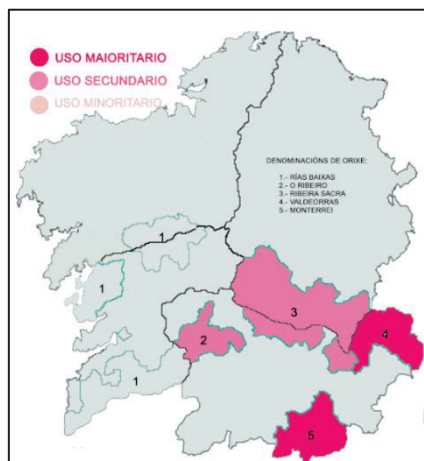 USO MAIORITARIO
USO SECUNDARIO
USO MINORITARIO
DENOMINACIÓNS DE ORIXE:
1.- RÍAS BAIXAS
2.- O RIBEIRO
3.- RIBEIRA SACRA
4.- VALDEORRAS
5.- MONTERREI
1
1
3
4
2
1
5